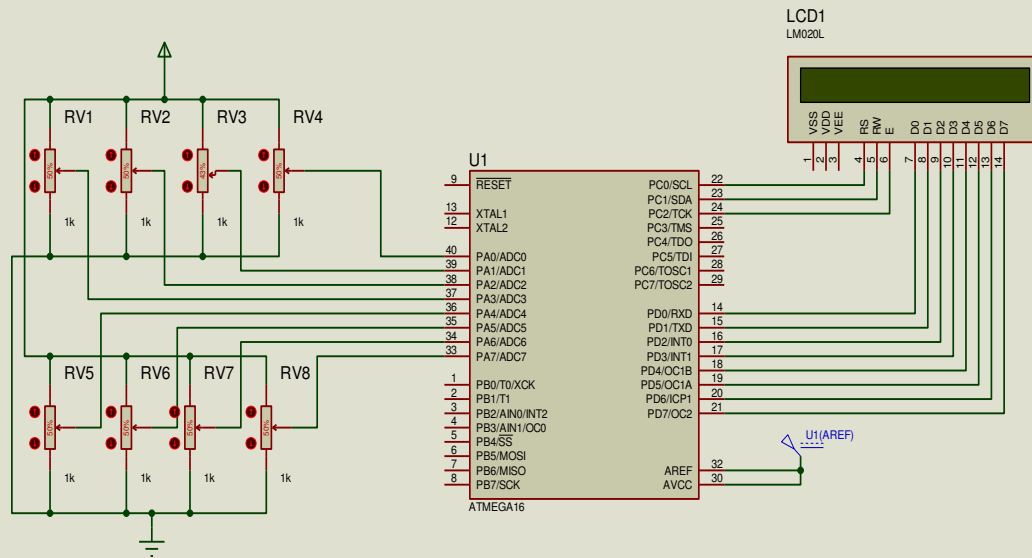 LCD1
LM020L
VSS VDD VEE RS RW E D0 D1 D2 D3 D4 D5 D6 D7
1 2 3 4 5 6 7 8 9 10 11 12 13 14
RV1 RV2 RV3 RV4
50% 50% 43% 50%
1k 1k 1k 1k
RV5 RV6 RV7 RV8
50% 50% 50% 50%
1k 1k 1k 1k
U1
9 RESET PC0/SCL 22
PC1/SDA 23
13 XTAL1 PC2/TCK 24
12 XTAL2 PC3/TMS 25
PC4/TDO 26
40 PA0/ADC0 PC5/TDI 27
39 PA1/ADC1 PC6/TOSC1 28
38 PA2/ADC2 PC7/TOSC2 29
37 PA3/ADC3
36 PA4/ADC4 PD0/RXD 14
35 PA5/ADC5 PD1/TXD 15
34 PA6/ADC6 PD2/INT0 16
33 PA7/ADC7 PD3/INT1 17
PD4/OC1B 18
1 PB0/T0/XCK PD5/OC1A 19
2 PB1/T1 PD6/ICP1 20
3 PB2/AIN0/INT2 PD7/OC2 21
4 PB3/AIN1/OC0
5 PB4/SS
6 PB5/MOSI
7 PB6/MISO AREF 32
8 PB7/SCK AVCC 30
ATMEGA16
U1(AREF)